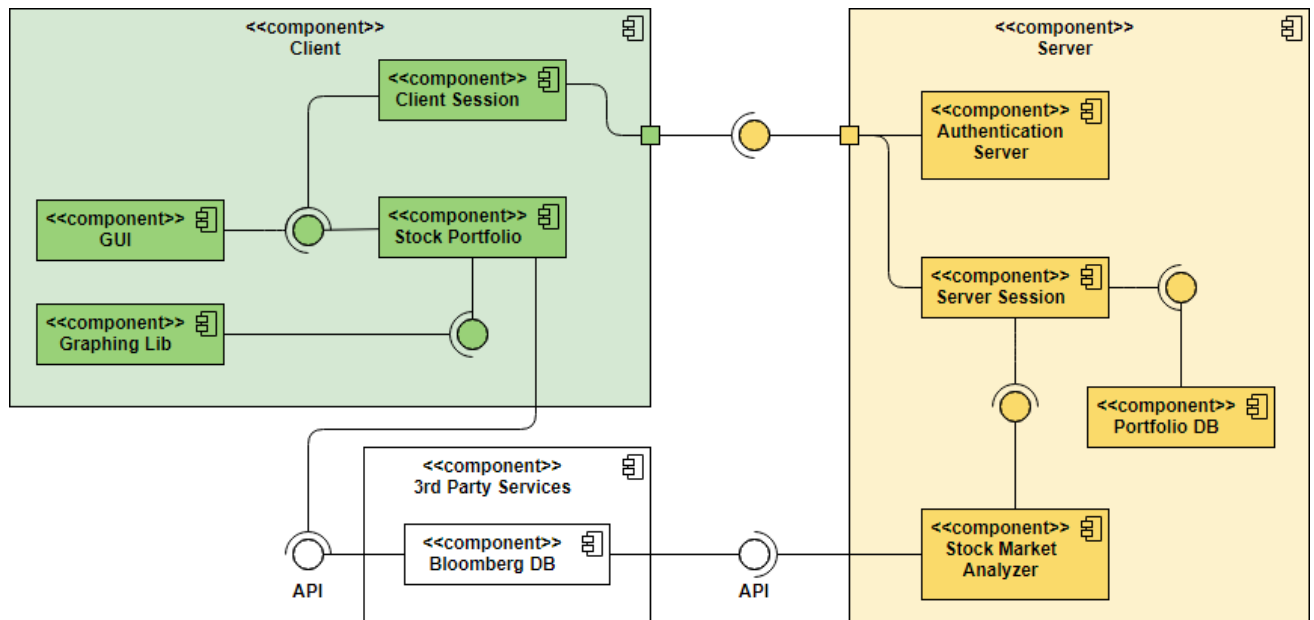 <<component>>
Client
<<component>>
Client Session
<<component>>
GUI
<<component>>
Stock Portfolio
<<component>>
Graphing Lib
<<component>>
Server
<<component>>
Authentication
Server
<<component>>
Server Session
<<component>>
Portfolio DB
<<component>>
Stock Market
Analyzer
<<component>>
3rd Party Services
<<component>>
Bloomberg DB
API
API